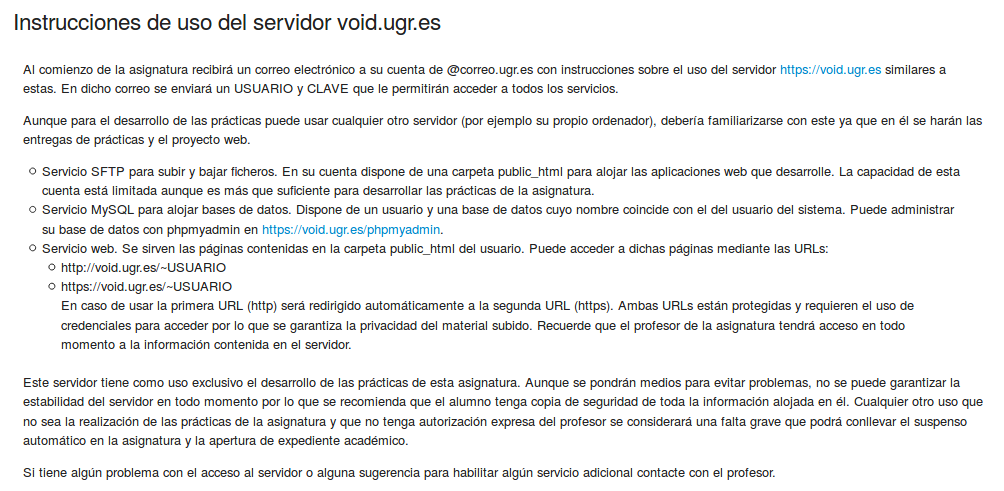 Instrucciones de uso del servidor void.ugr.es
Al comienzo de la asignatura recibirá un correo electrónico a su cuenta de @correo.ugr.es con instrucciones sobre el uso del servidor https://void.ugr.es similares a
estas. En dicho correo se enviará un USUARIO y CLAVE que le permitirán acceder a todos los servicios.
Aunque para el desarrollo de las prácticas puede usar cualquier otro servidor (por ejemplo su propio ordenador), debería familiarizarse con este ya que en él se harán las
entregas de prácticas y el proyecto web.
Servicio SFTP para subir y bajar ficheros. En su cuenta dispone de una carpeta public_html para alojar las aplicaciones web que desarrolle. La capacidad de esta
cuenta está limitada aunque es más que suficiente para desarrollar las prácticas de la asignatura.
Servicio MySQL para alojar bases de datos. Dispone de un usuario y una base de datos cuyo nombre coincide con el del usuario del sistema. Puede administrar
su base de datos con phpmyadmin en https://void.ugr.es/phpmyadmin.
Servicio web. Se sirven las páginas contenidas en la carpeta public_html del usuario. Puede acceder a dichas páginas mediante las URLs:
http://void.ugr.es/~USUARIO
https://void.ugr.es/~USUARIO
En caso de usar la primera URL (http) será redirigido automáticamente a la segunda URL (https). Ambas URLs están protegidas y requieren el uso de
credenciales para acceder por lo que se garantiza la privacidad del material subido. Recuerde que el profesor de la asignatura tendrá acceso en todo
momento a la información contenida en el servidor.
Este servidor tiene como uso exclusivo el desarrollo de las prácticas de esta asignatura. Aunque se pondrán medios para evitar problemas, no se puede garantizar la
estabilidad del servidor en todo momento por lo que se recomienda que el alumno tenga copia de seguridad de toda la información alojada en él. Cualquier otro uso que
no sea la realización de las prácticas de la asignatura y que no tenga autorización expresa del profesor se considerará una falta grave que podrá conllevar el suspenso
automático en la asignatura y la apertura de expediente académico.
Si tiene algún problema con el acceso al servidor o alguna sugerencia para habilitar algún servicio adicional contacte con el profesor.